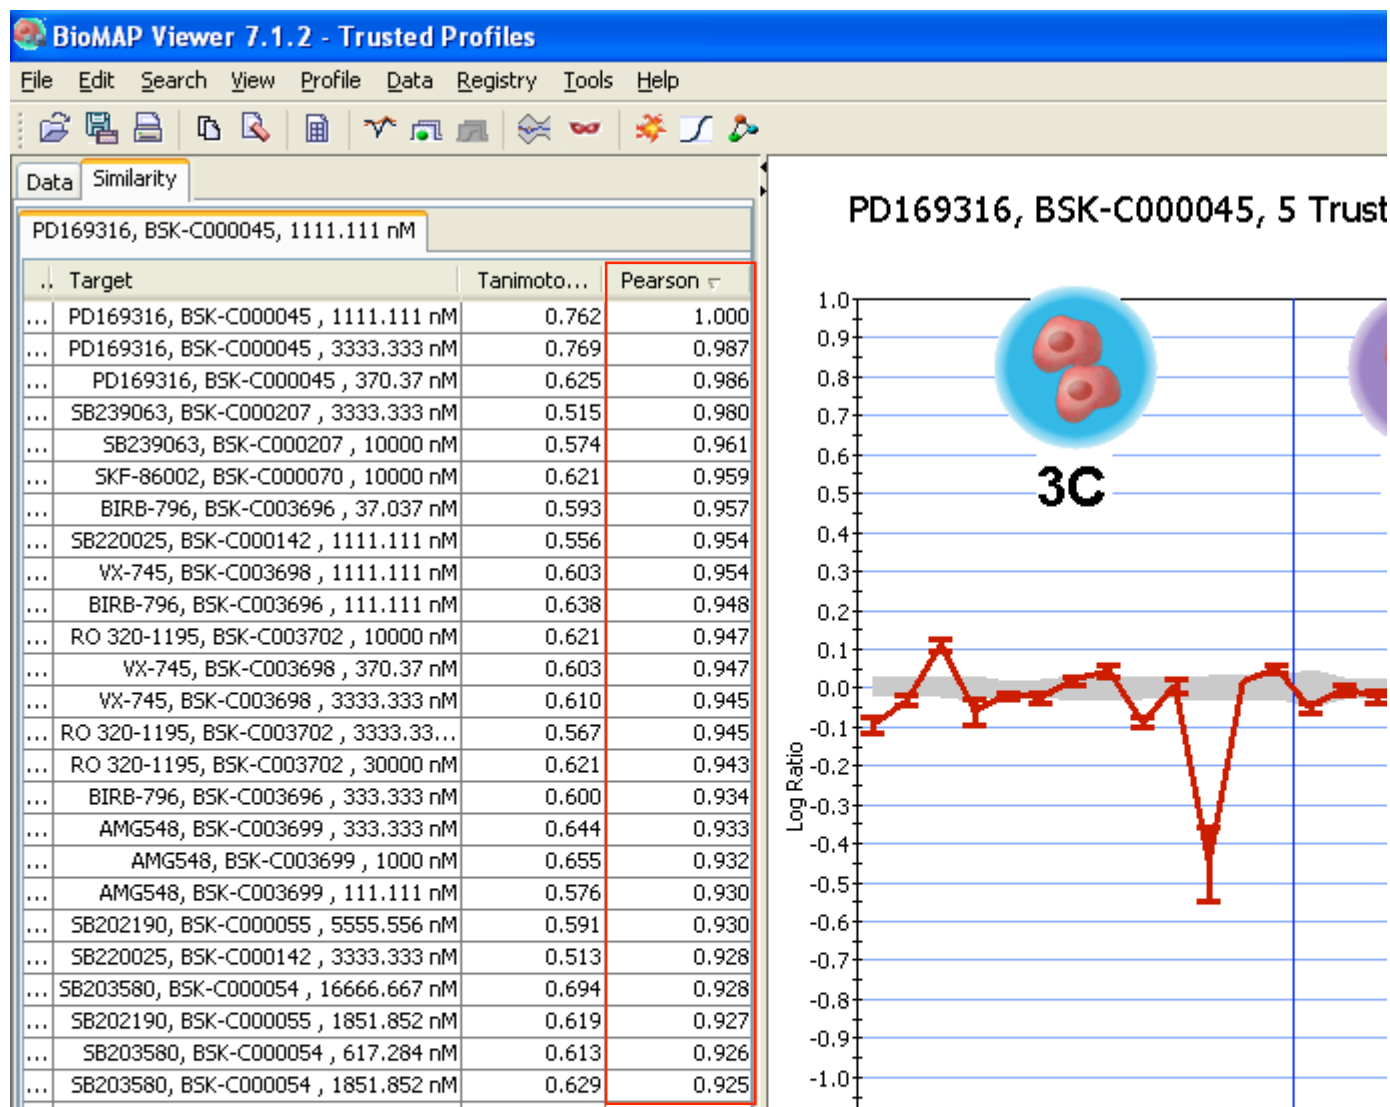 BioMAP Viewer 7.1.2 - Trusted Profiles
File Edit Search View Profile Data Registry Tools Help
Data Similarity
PD169316, BSK-C000045, 1111.111 nM
.. Target Tanimoto... Pearson
... PD169316, BSK-C000045 , 1111.111 nM 0.762 1.000
... PD169316, BSK-C000045 , 3333.333 nM 0.769 0.987
... PD169316, BSK-C000045 , 370.37 nM 0.625 0.986
... SB239063, BSK-C000207 , 3333.333 nM 0.515 0.980
... SB239063, BSK-C000207 , 10000 nM 0.574 0.961
... SKF-86002, BSK-C000070 , 10000 nM 0.621 0.959
... BIRB-796, BSK-C003696 , 37.037 nM 0.593 0.957
... SB220025, BSK-C000142 , 1111.111 nM 0.556 0.954
... VX-745, BSK-C003698 , 1111.111 nM 0.603 0.954
... BIRB-796, BSK-C003696 , 111.111 nM 0.638 0.948
... RO 320-1195, BSK-C003702 , 10000 nM 0.621 0.947
... VX-745, BSK-C003698 , 370.37 nM 0.603 0.947
... VX-745, BSK-C003698 , 3333.333 nM 0.610 0.945
... RO 320-1195, BSK-C003702 , 3333.33... 0.567 0.945
... RO 320-1195, BSK-C003702 , 30000 nM 0.621 0.943
... BIRB-796, BSK-C003696 , 333.333 nM 0.600 0.934
... AMG548, BSK-C003699 , 333.333 nM 0.644 0.933
... AMG548, BSK-C003699 , 1000 nM 0.655 0.932
... AMG548, BSK-C003699 , 111.111 nM 0.576 0.930
... SB202190, BSK-C000055 , 5555.556 nM 0.591 0.930
... SB220025, BSK-C000142 , 3333.333 nM 0.513 0.928
... SB203580, BSK-C000054 , 16666.667 nM 0.694 0.928
... SB202190, BSK-C000055 , 1851.852 nM 0.619 0.927
... SB203580, BSK-C000054 , 617.284 nM 0.613 0.926
... SB203580, BSK-C000054 , 1851.852 nM 0.629 0.925
PD169316, BSK-C000045, 5 Trust
3C
Log Ratio
1.0
0.9
0.8
0.7
0.6
0.5
0.4
0.3
0.2
0.1
0.0
-0.1
-0.2
-0.3
-0.4
-0.5
-0.6
-0.7
-0.8
-0.9
-1.0